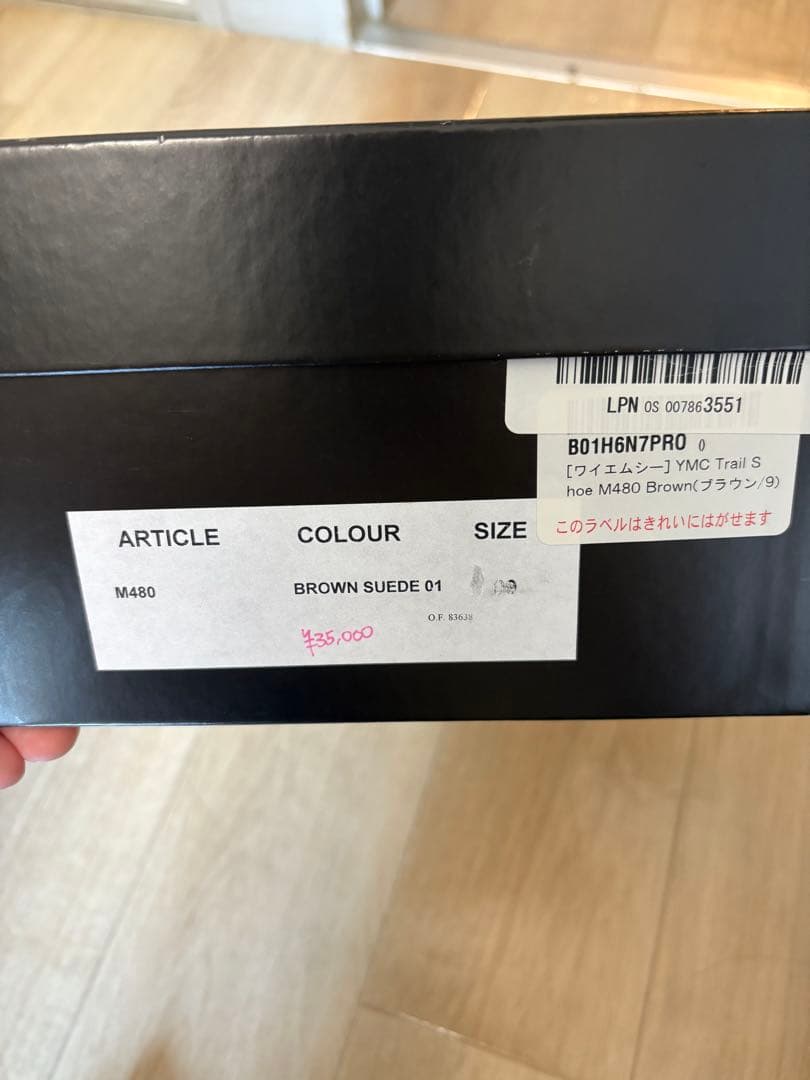 LPN OS 007863551
B01H6N7PRO 0
[ワイエムシー] YMC Trail S
hoe M480 Brown(ブラウン/9)
このラベルはきれいにはがせます
ARTICLE COLOUR SIZE
M480 BROWN SUEDE 01
O.F. 83638
¥35,000